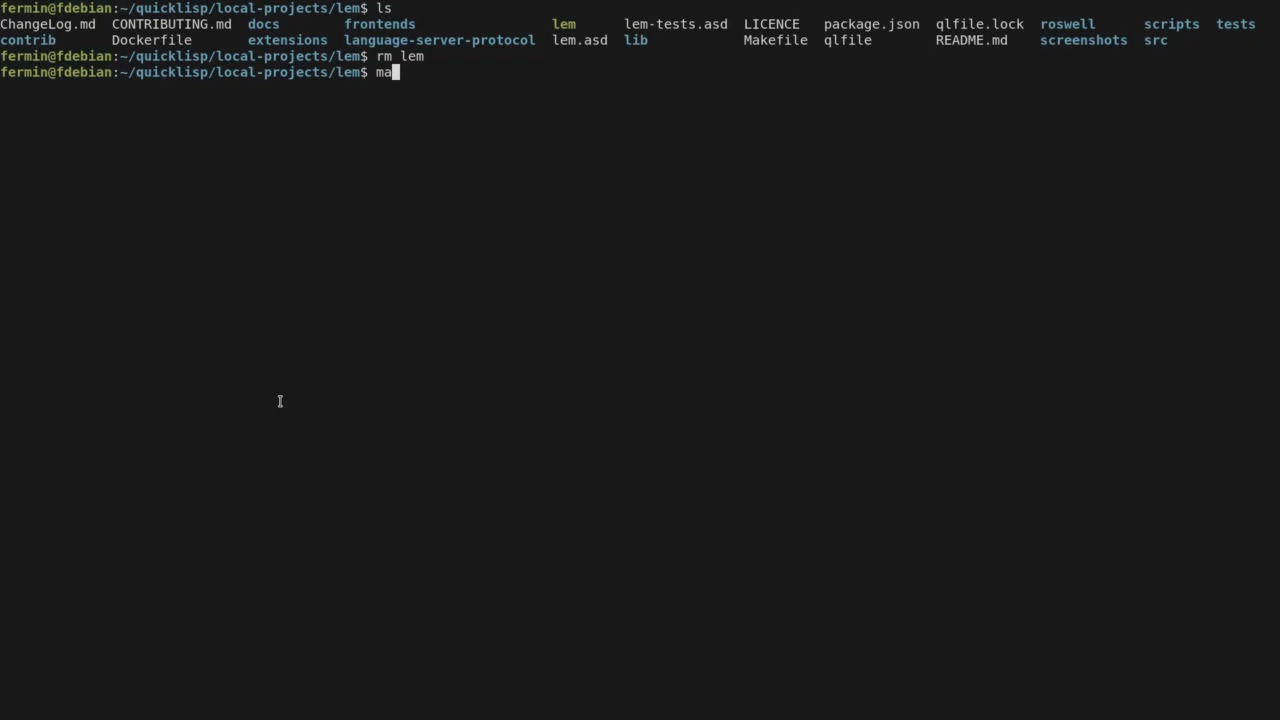 fermin@fdebian:~/quicklisp/local-projects/lem$ ls
ChangeLog.md  CONTRIBUTING.md  docs        frontends                 lem      lem-tests.asd  LICENCE   package.json  qlfile.lock  roswell      scripts  tests
contrib       Dockerfile       extensions  language-server-protocol  lem.asd  lib            Makefile  qlfile        README.md    screenshots  src
fermin@fdebian:~/quicklisp/local-projects/lem$ rm lem
fermin@fdebian:~/quicklisp/local-projects/lem$ ma